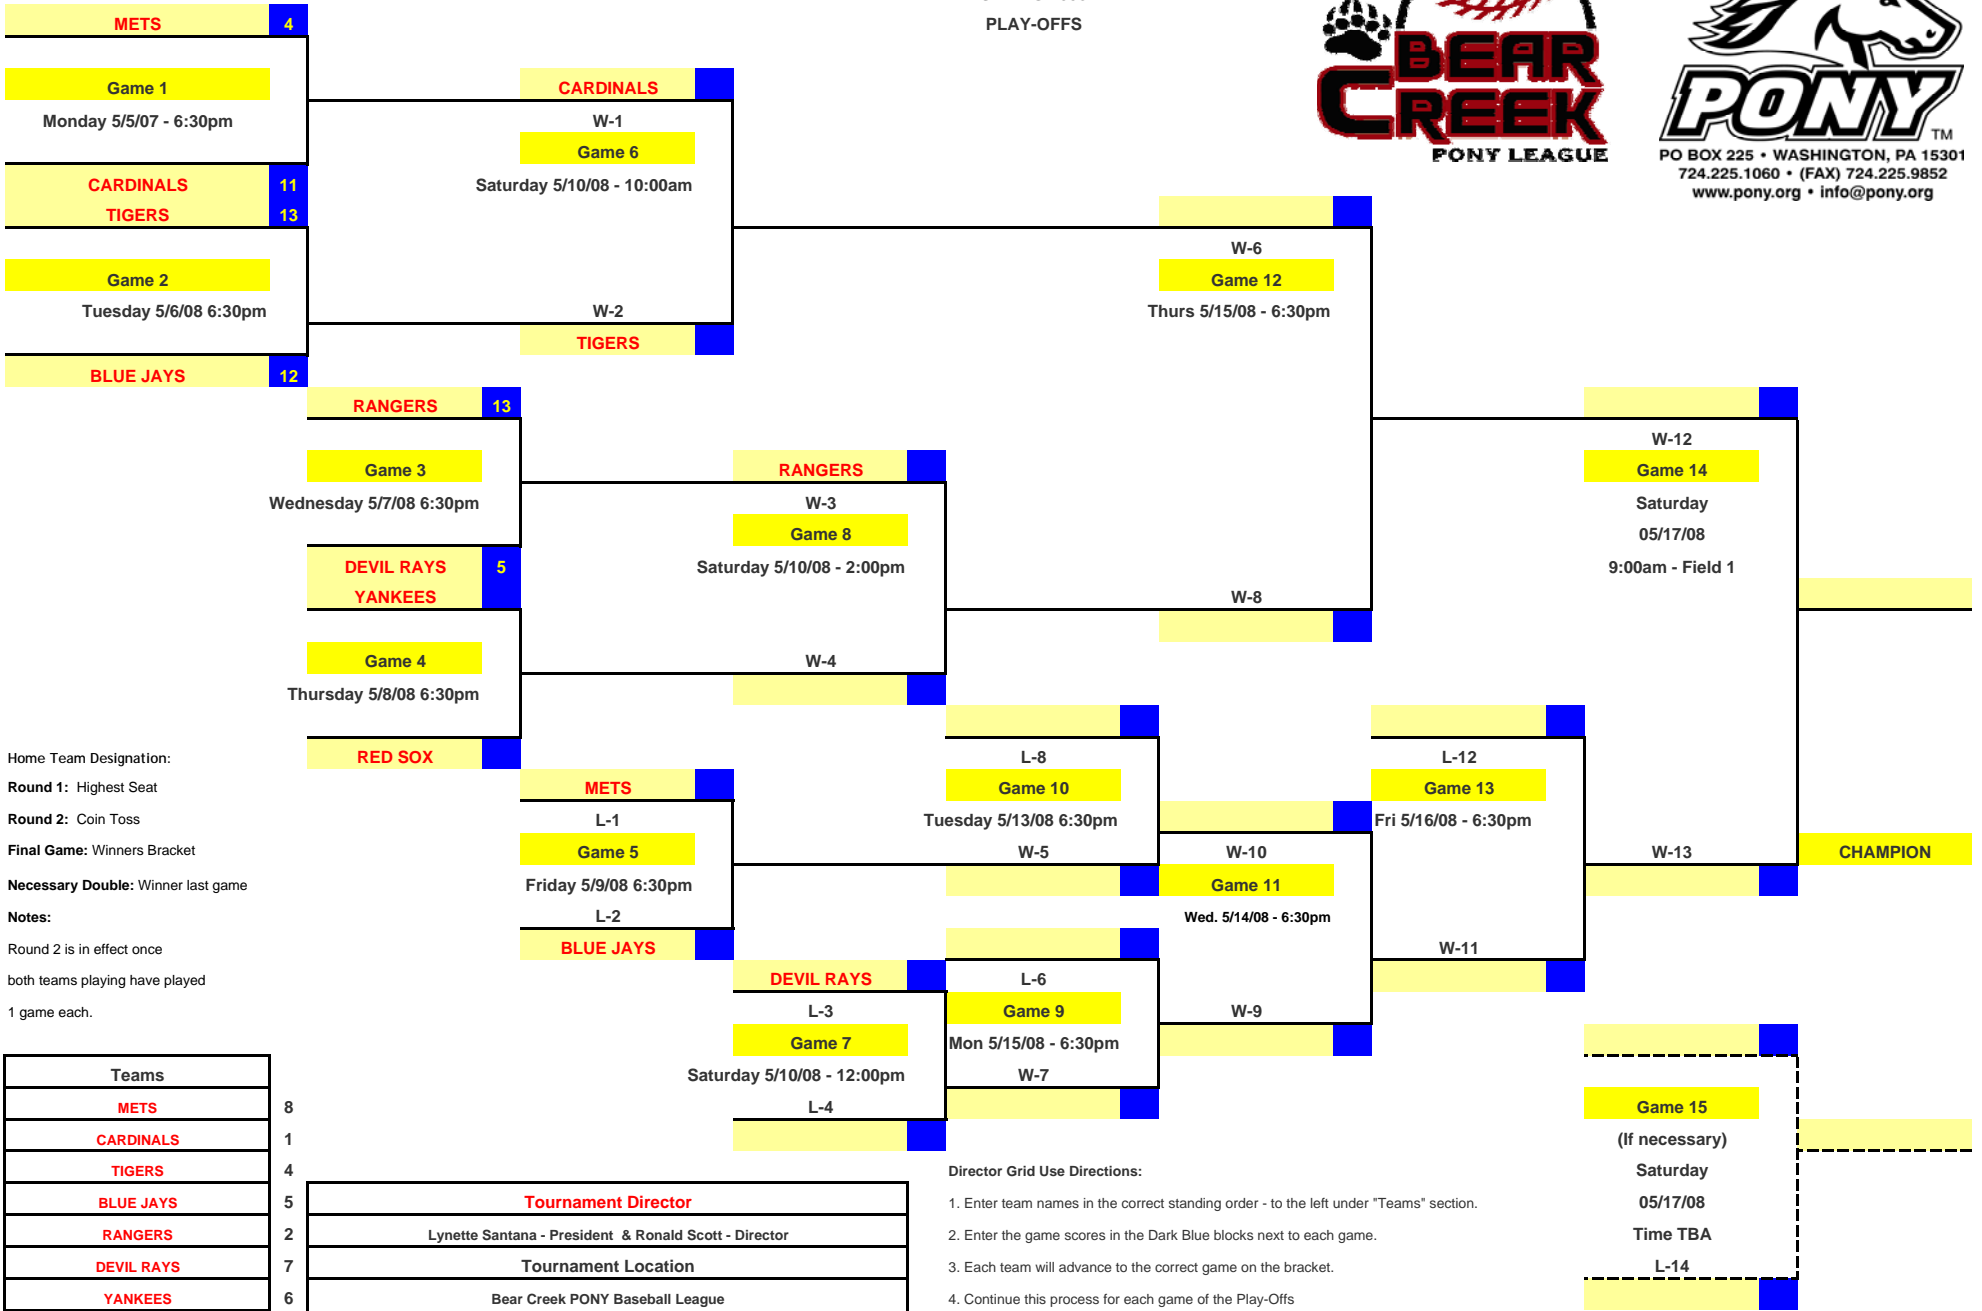 PLAY-OFFS
METS 4
Game 1
Monday 5/5/07 - 6:30pm
CARDINALS 11
TIGERS 13
Game 2
Tuesday 5/6/08 6:30pm
BLUE JAYS 12
CARDINALS
W-1
Game 6
Saturday 5/10/08 - 10:00am
W-2
TIGERS
BEAR
CREEK
PONY LEAGUE
PONY
TM
PO BOX 225 • WASHINGTON, PA 15301
724.225.1060 • (FAX) 724.225.9852
www.pony.org • info@pony.org
W-6
Game 12
Thurs 5/15/08 - 6:30pm
W-8
RANGERS 13
Game 3
Wednesday 5/7/08 6:30pm
DEVIL RAYS 5
YANKEES
Game 4
Thursday 5/8/08 6:30pm
RED SOX
RANGERS
W-3
Game 8
Saturday 5/10/08 - 2:00pm
W-4
W-12
Game 14
Saturday
05/17/08
9:00am - Field 1
W-13
CHAMPION
METS
L-1
Game 5
Friday 5/9/08 6:30pm
L-2
BLUE JAYS
L-8
Game 10
Tuesday 5/13/08 6:30pm
W-5
W-10
Game 11
Wed. 5/14/08 - 6:30pm
W-9
L-12
Game 13
Fri 5/16/08 - 6:30pm
W-11
DEVIL RAYS
L-3
Game 7
Saturday 5/10/08 - 12:00pm
L-4
L-6
Game 9
Mon 5/15/08 - 6:30pm
W-7
Game 15
(If necessary)
Saturday
05/17/08
Time TBA
L-14
Home Team Designation:
Round 1: Highest Seat
Round 2: Coin Toss
Final Game: Winners Bracket
Necessary Double: Winner last game
Notes:
Round 2 is in effect once
both teams playing have played
1 game each.
Teams
METS 8
CARDINALS 1
TIGERS 4
BLUE JAYS 5
RANGERS 2
DEVIL RAYS 7
YANKEES 6
Tournament Director
Lynette Santana - President & Ronald Scott - Director
Tournament Location
Bear Creek PONY Baseball League
Director Grid Use Directions:
1. Enter team names in the correct standing order - to the left under "Teams" section.
2. Enter the game scores in the Dark Blue blocks next to each game.
3. Each team will advance to the correct game on the bracket.
4. Continue this process for each game of the Play-Offs